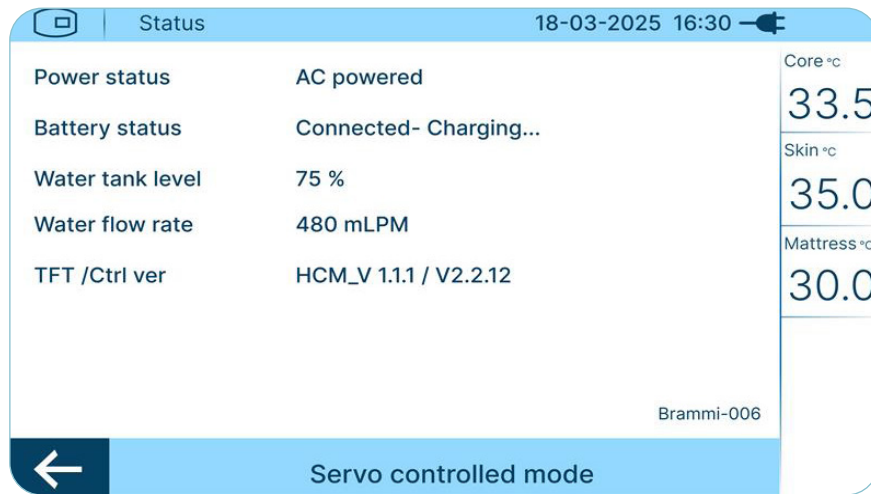 Status 18-03-2025 16:30
Power status AC powered
Battery status Connected- Charging...
Water tank level 75 %
Water flow rate 480 mLPM
TFT /Ctrl ver HCM_V 1.1.1 / V2.2.12
Brammi-006
Servo controlled mode
Core °C
33.5
Skin °C
35.0
Mattress °C
30.0